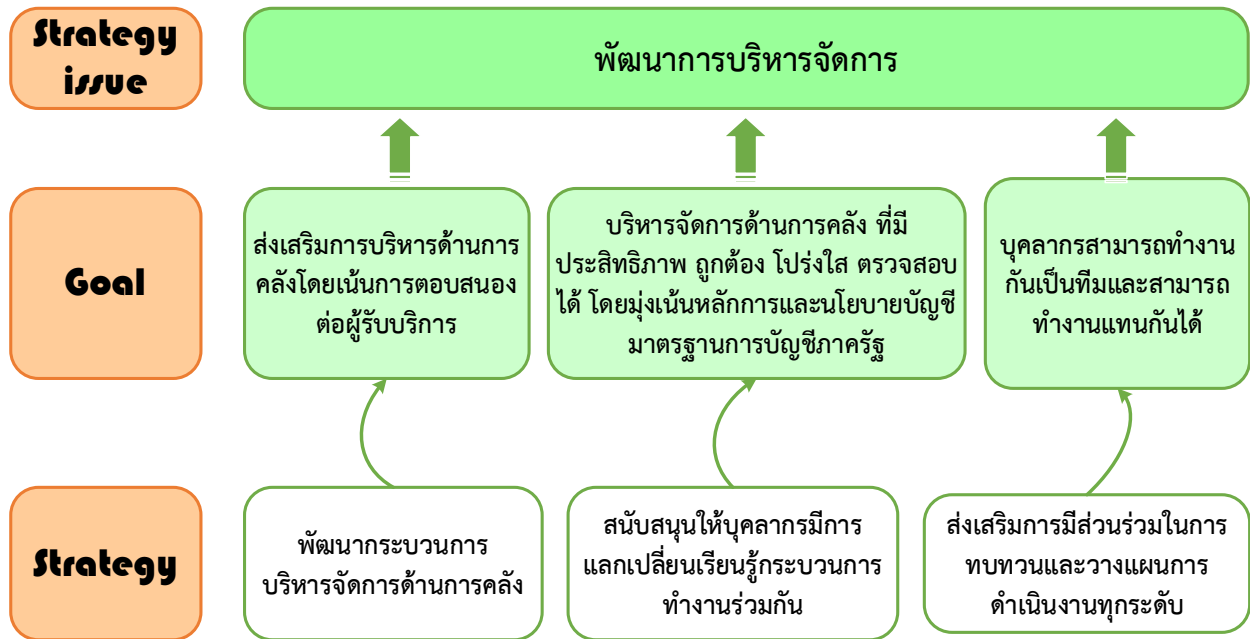 Strategy
issue
พัฒนาการบริหารจัดการ
Goal
ส่งเสริมการบริหารด้านการ
คลังโดยเน้นการตอบสนอง
ต่อผู้รับบริการ
บริหารจัดการด้านการคลัง ที่มี
ประสิทธิภาพ ถูกต้อง โปร่งใส ตรวจสอบ
ได้ โดยมุ่งเน้นหลักการและนโยบายบัญชี
มาตรฐานการบัญชีภาครัฐ
บุคลากรสามารถทำงาน
กันเป็นทีมและสามารถ
ทำงานแทนกันได้
Strategy
พัฒนากระบวนการ
บริหารจัดการด้านการคลัง
สนับสนุนให้บุคลากรมีการ
แลกเปลี่ยนเรียนรู้กระบวนการ
ทำงานร่วมกัน
ส่งเสริมการมีส่วนร่วมในการ
ทบทวนและวางแผนการ
ดำเนินงานทุกระดับ